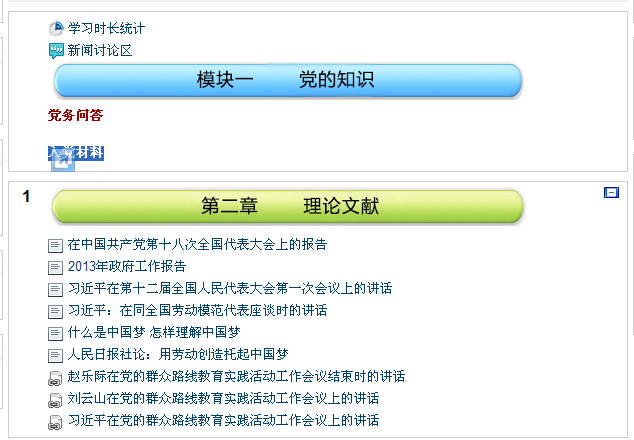 学习时长统计
新闻讨论区
模块一 党的知识
党务问答
材料
1
第二章 理论文献
在中国共产党第十八次全国代表大会上的报告
2013年政府工作报告
习近平在第十二届全国人民代表大会第一次会议上的讲话
习近平：在同全国劳动模范代表座谈时的讲话
什么是中国梦 怎样理解中国梦
人民日报社论：用劳动创造托起中国梦
赵乐际在党的群众路线教育实践活动工作会议结束时的讲话
刘云山在党的群众路线教育实践活动工作会议上的讲话
习近平在党的群众路线教育实践活动工作会议上的讲话